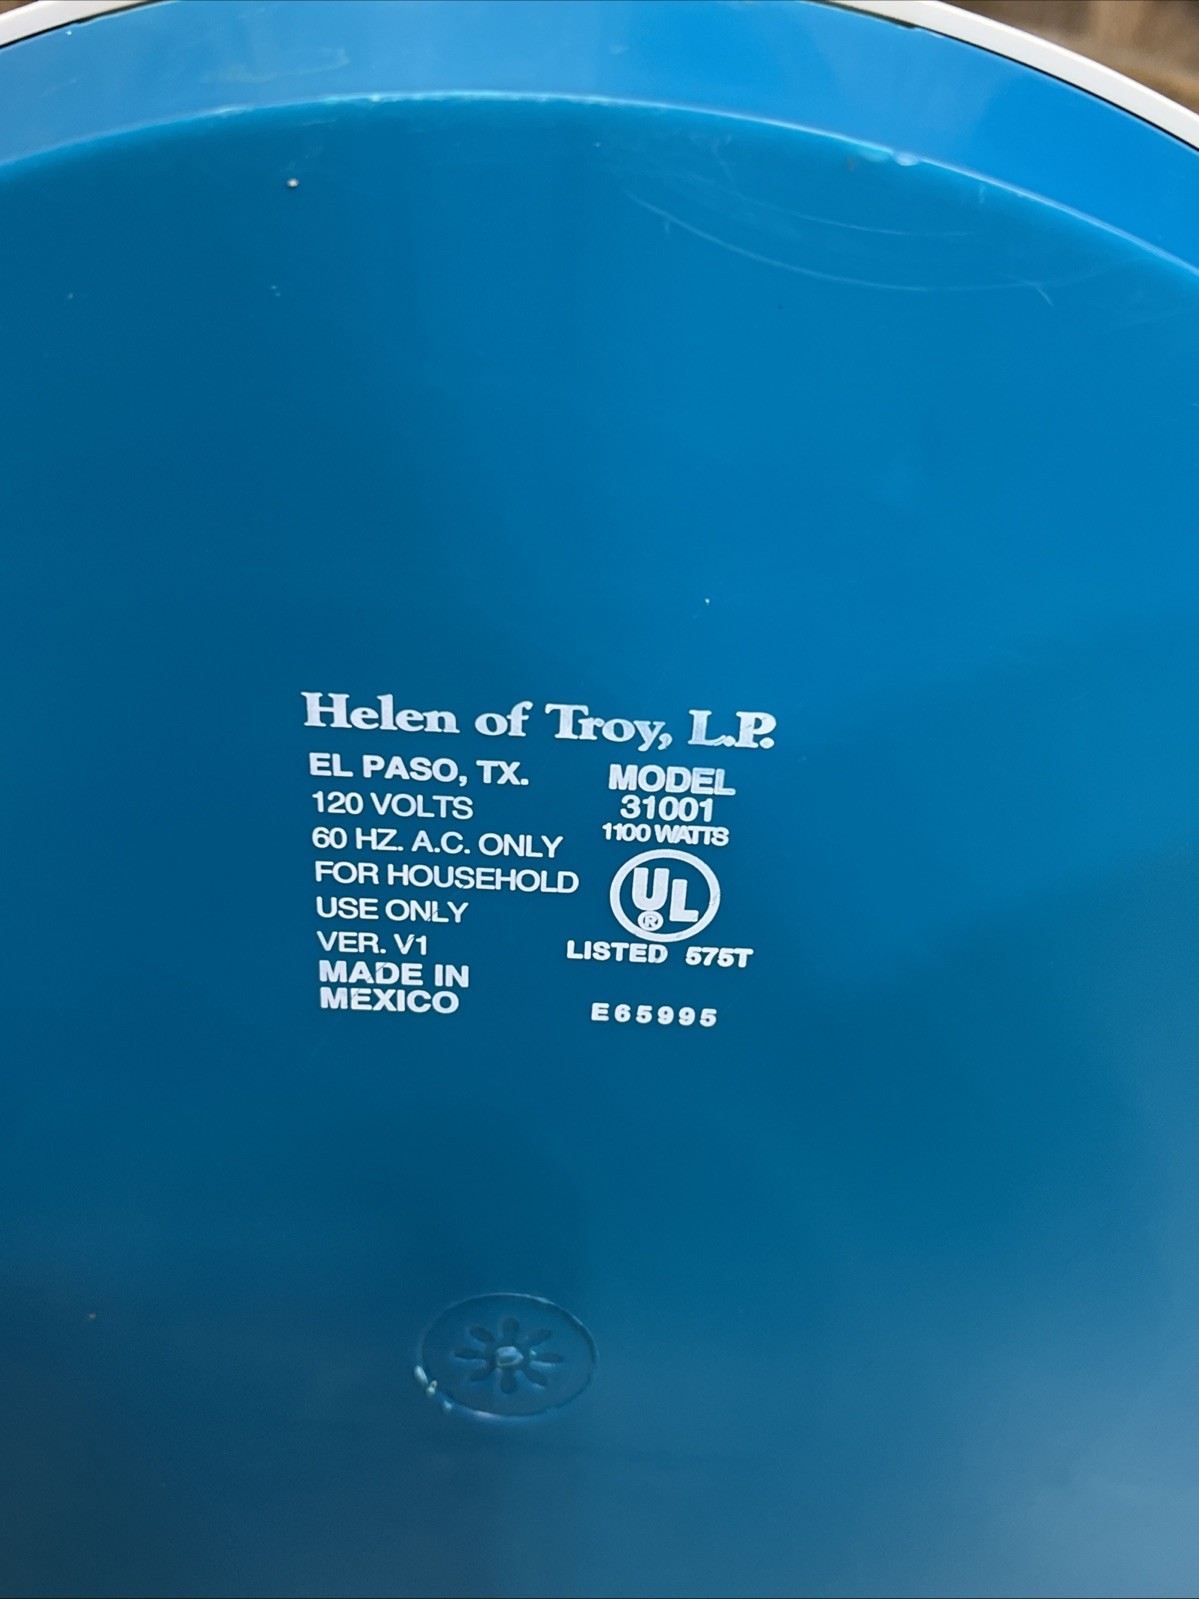 Helen of Troy, L.P.
EL PASO, TX.
120 VOLTS
60 HZ. A.C. ONLY
FOR HOUSEHOLD
USE ONLY
VER. V1
MADE IN
MEXICO
MODEL
31001
1100 WATTS
UL
®
LISTED 575T
E65995